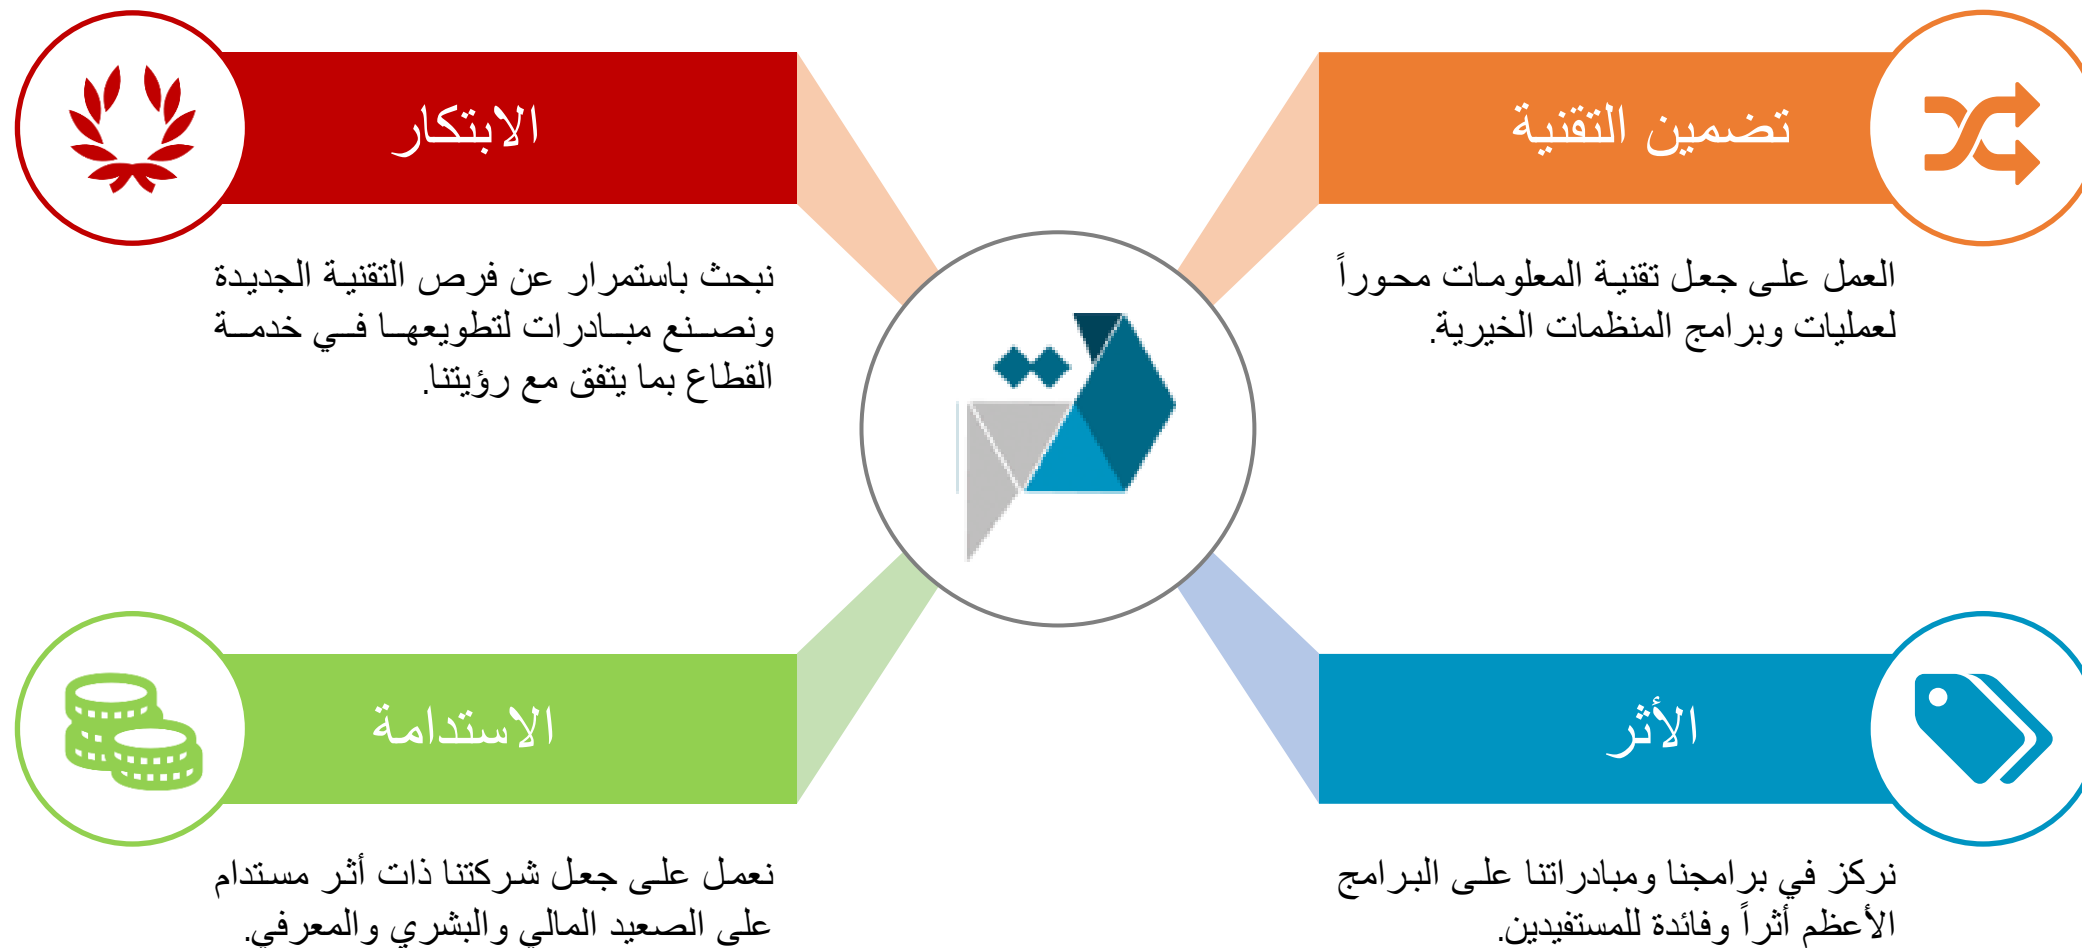 تضمين التقنية
العمل على جعل تقنية المعلومات محوراً
لعمليات وبرامج المنظمات الخيرية.
الابتكار
نبحث باستمرار عن فرص التقنية الجديدة
ونصنع مبادرات لتطويعها في خدمة
القطاع بما يتفق مع رؤيتنا.
الأثر
نركز في برامجنا ومبادراتنا على البرامج
الأعظم أثراً وفائدة للمستفيدين.
الاستدامة
نعمل على جعل شركتنا ذات أثر مستدام
على الصعيد المالي والبشري والمعرفي.